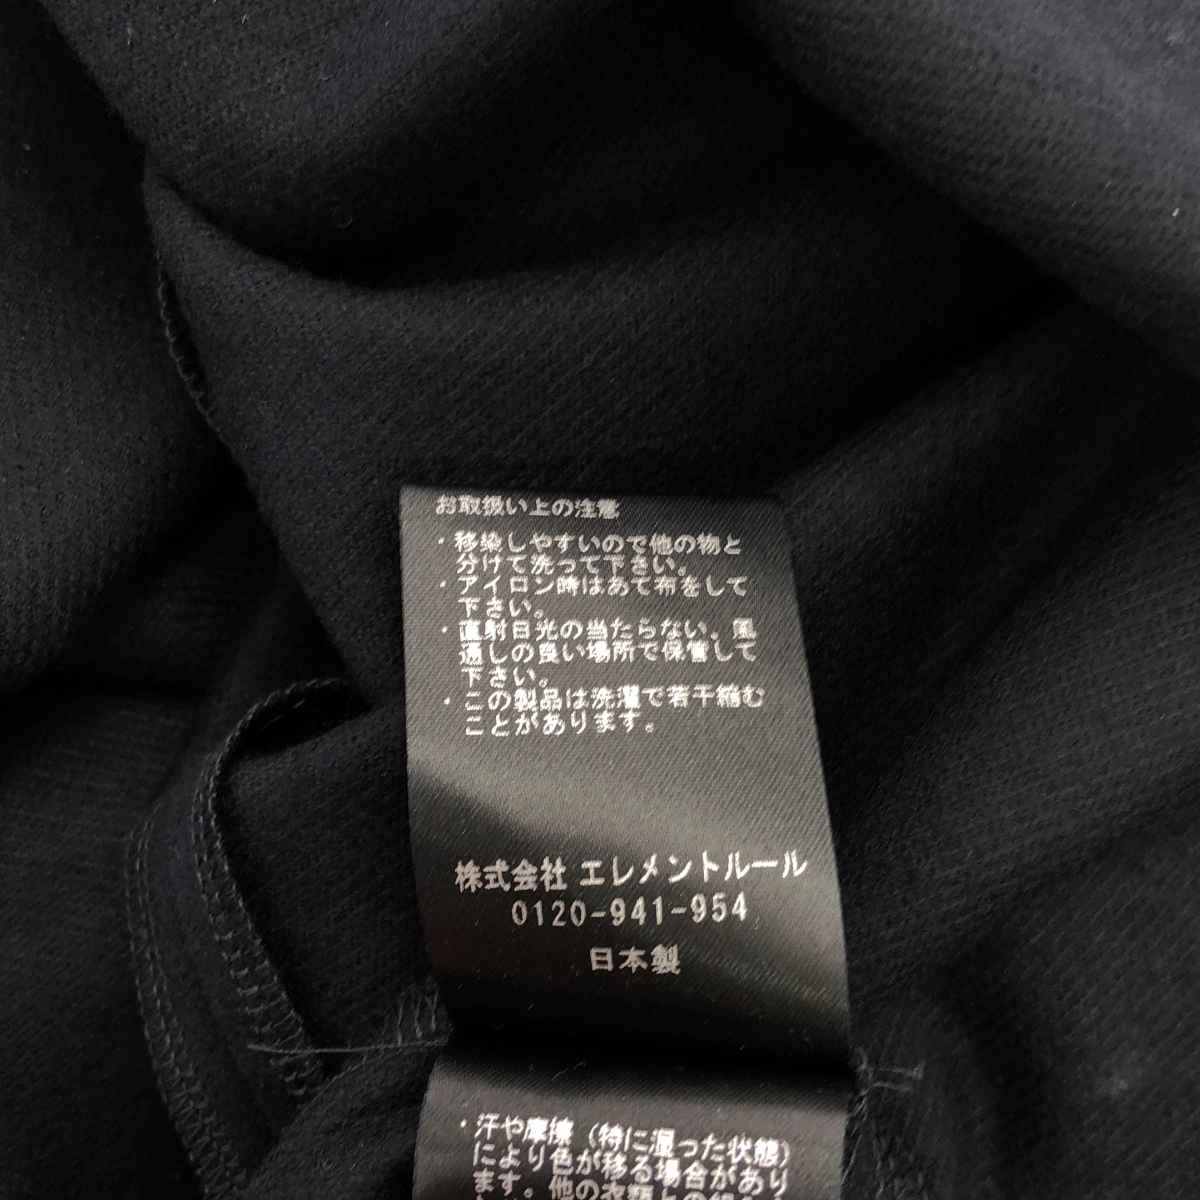 お取扱い上の注意
・移染しやすいので他の物と
分けて洗って下さい。
・アイロン時はあて布をして
下さい。
・直射日光の当たらない、風
通しの良い場所で保管して
下さい。
・この製品は洗濯で若干縮む
ことがあります。
株式会社 エレメントルール
0120-941-954
日本製
・汗や摩擦（特に湿った状態）
により色が移る場合があり
ます。他の衣類上の